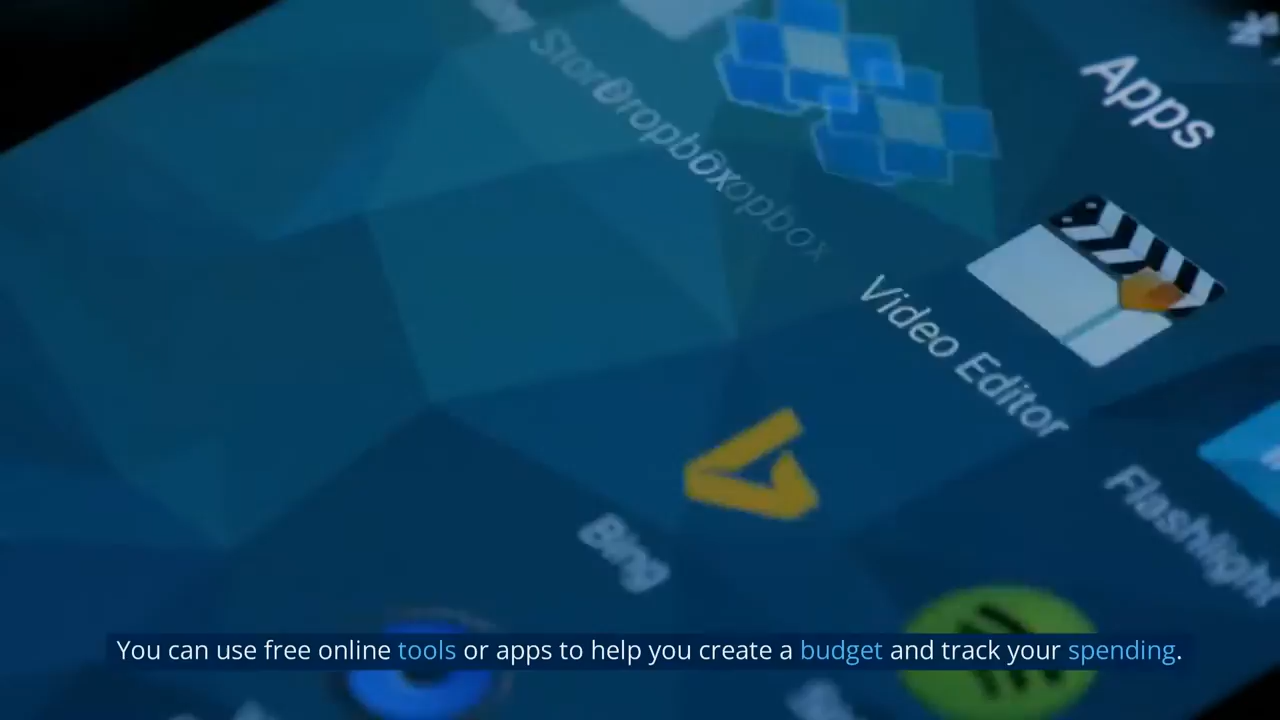 Apps
Dropbox
Video Editor
Bing
Flashlight
You can use free online tools or apps to help you create a budget and track your spending.